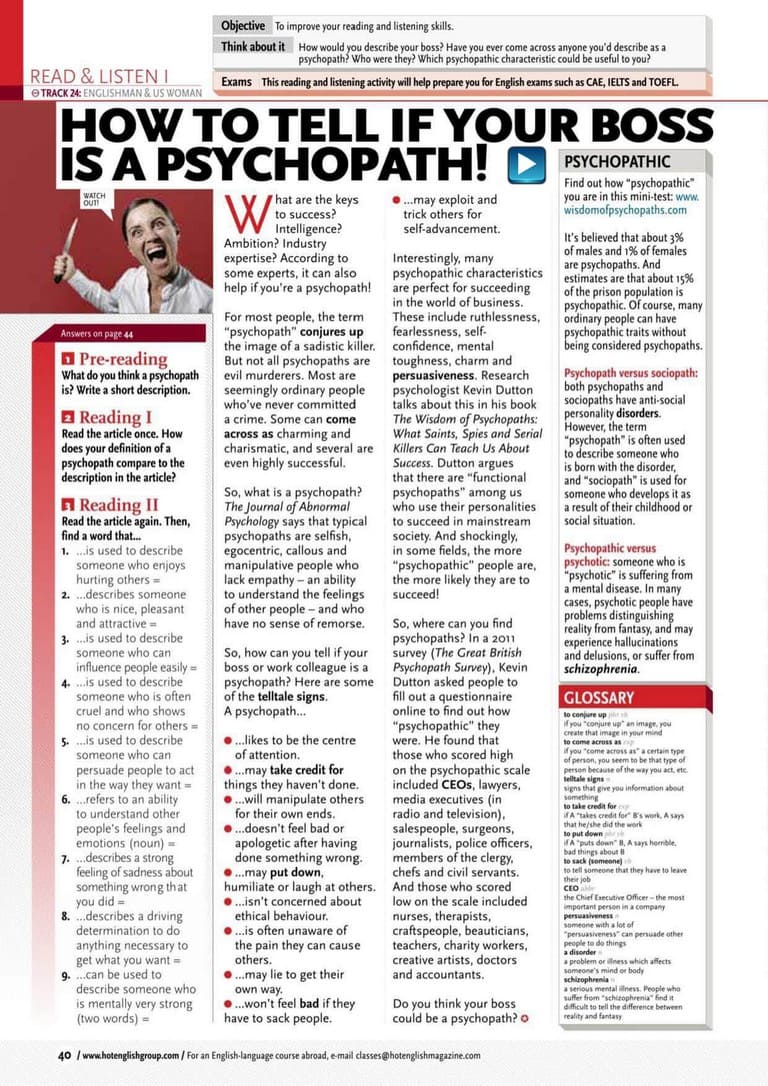 Objective To improve your reading and listening skills.
Think about it How would you describe your boss? Have you ever come across anyone you'd describe as a
psychopath? Who were they? Which psychopathic characteristic could be useful to you?
Exams This reading and listening activity will help prepare you for English exams such as CAE, IELTS and TOEFL.
READ & LISTEN I
TRACK 24: ENGLISHMAN & US WOMAN
HOW TO TELL IF YOUR BOSS
IS A PSYCHOPATH!
WATCH
OUT!
Answers on page 44
1 Pre-reading
What do you think a psychopath
is? Write a short description.
2 Reading I
Read the article once. How
does your definition of a
psychopath compare to the
description in the article?
3 Reading II
Read the article again. Then,
find a word that...
1. ...is used to describe
someone who enjoys
hurting others =
2. ...describes someone
who is nice, pleasant
and attractive =
3. ...is used to describe
someone who can
influence people easily =
4. ...is used to describe
someone who is often
cruel and who shows
no concern for others =
5. ...is used to describe
someone who can
persuade people to act
in the way they want =
6. ...refers to an ability
to understand other
people's feelings and
emotions (noun) =
7. ...describes a strong
feeling of sadness about
something wrong that
you did =
8. ...describes a driving
determination to do
anything necessary to
get what you want =
9. ...can be used to
describe someone who
is mentally very strong
(two words) =
What are the keys
to success?
Intelligence?
Ambition? Industry
expertise? According to
some experts, it can also
help if you're a psychopath!
For most people, the term
"psychopath" conjures up
the image of a sadistic killer.
But not all psychopaths are
evil murderers. Most are
seemingly ordinary people
who've never committed
a crime. Some can come
across as charming and
charismatic, and several are
even highly successful.
So, what is a psychopath?
The Journal of Abnormal
Psychology says that typical
psychopaths are selfish,
egocentric, callous and
manipulative people who
lack empathy – an ability
to understand the feelings
of other people – and who
have no sense of remorse.
So, how can you tell if your
boss or work colleague is a
psychopath? Here are some
of the telltale signs.
A psychopath...
● ...likes to be the centre
of attention.
● ...may take credit for
things they haven't done.
● ...will manipulate others
for their own ends.
● ...doesn't feel bad or
apologetic after having
done something wrong.
● ...may put down,
humiliate or laugh at others.
● ...isn't concerned about
ethical behaviour.
● ...is often unaware of
the pain they can cause
others.
● ...may lie to get their
own way.
● ...won't feel bad if they
have to sack people.
● ...may exploit and
trick others for
self-advancement.
Interestingly, many
psychopathic characteristics
are perfect for succeeding
in the world of business.
These include ruthlessness,
fearlessness, self-
confidence, mental
toughness, charm and
persuasiveness. Research
psychologist Kevin Dutton
talks about this in his book
The Wisdom of Psychopaths:
What Saints, Spies and Serial
Killers Can Teach Us About
Success. Dutton argues
that there are "functional
psychopaths" among us
who use their personalities
to succeed in mainstream
society. And shockingly,
in some fields, the more
"psychopathic" people are,
the more likely they are to
succeed!
So, where can you find
psychopaths? In a 2011
survey (The Great British
Psychopath Survey), Kevin
Dutton asked people to
fill out a questionnaire
online to find out how
"psychopathic" they
were. He found that
those who scored high
on the psychopathic scale
included CEOs, lawyers,
media executives (in
radio and television),
salespeople, surgeons,
journalists, police officers,
members of the clergy,
chefs and civil servants.
And those who scored
low on the scale included
nurses, therapists,
craftspeople, beauticians,
teachers, charity workers,
creative artists, doctors
and accountants.
Do you think your boss
could be a psychopath?
PSYCHOPATHIC
Find out how "psychopathic"
you are in this mini-test: www.
wisdomofpsychopaths.com
It's believed that about 3%
of males and 1% of females
are psychopaths. And
estimates are that about 15%
of the prison population is
psychopathic. Of course, many
ordinary people can have
psychopathic traits without
being considered psychopaths.
Psychopath versus sociopath:
both psychopaths and
sociopaths have anti-social
personality disorders.
However, the term
"psychopath" is often used
to describe someone who
is born with the disorder,
and "sociopath" is used for
someone who develops it as
a result of their childhood or
social situation.
Psychopathic versus
psychotic: someone who is
"psychotic" is suffering from
a mental disease. In many
cases, psychotic people have
problems distinguishing
reality from fantasy, and may
experience hallucinations
and delusions, or suffer from
schizophrenia.
GLOSSARY
to conjure up phr vb
if you "conjure up" an image, you
create that image in your mind
to come across as exp
if you "come across as" a certain type
of person, you seem to be that type of
person because of the way you act, etc.
telltale signs n
signs that give you information about
something
to take credit for exp
if A "takes credit for" B's work, A says
that he/she did the work
to put down phr vb
if A "puts down" B, A says horrible,
bad things about B
to sack (someone) vb
to tell someone that they have to leave
their job
CEO abbr
the Chief Executive Officer – the most
important person in a company
persuasiveness n
someone with a lot of
"persuasiveness" can persuade other
people to do things
a disorder n
a problem or illness which affects
someone's mind or body
schizophrenia n
a serious mental illness. People who
suffer from "schizophrenia" find it
difficult to tell the difference between
reality and fantasy
40 / www.hotenglishgroup.com / For an English-language course abroad, e-mail classes@hotenglishmagazine.com